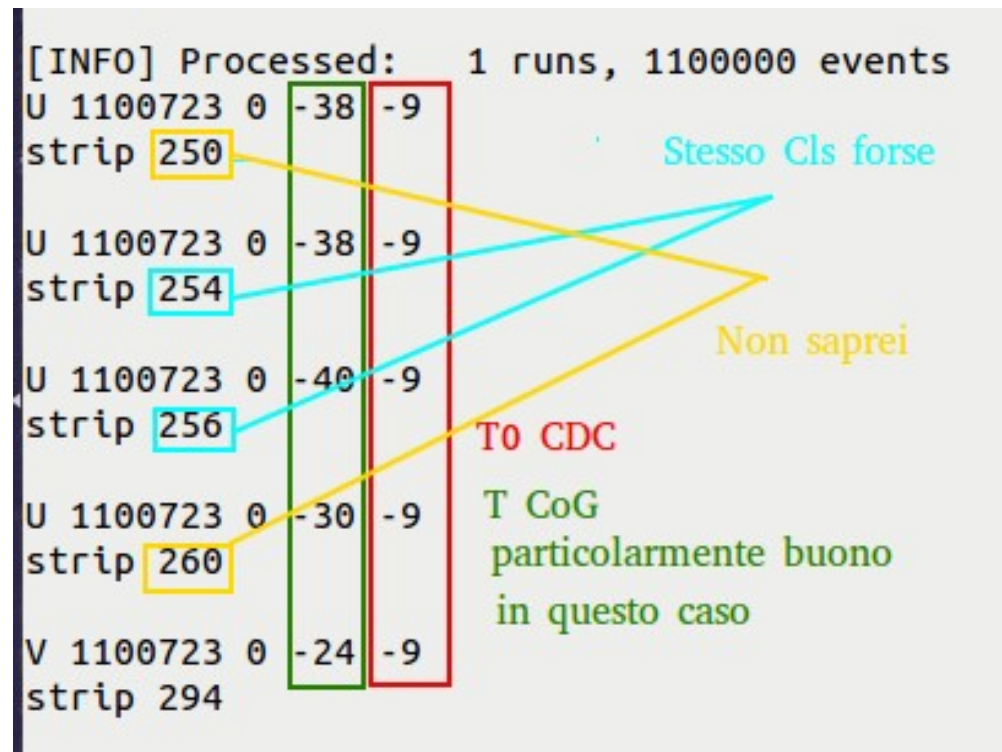 [INFO] Processed:   1 runs, 1100000 events
U 1100723 0 -38 -9
strip 250
Stesso Cls forse
U 1100723 0 -38 -9
strip 254
Non saprei
U 1100723 0 -40 -9
strip 256
T0 CDC
U 1100723 0 -30 -9
strip 260
T CoG
particolarmente buono
in questo caso
V 1100723 0 -24 -9
strip 294